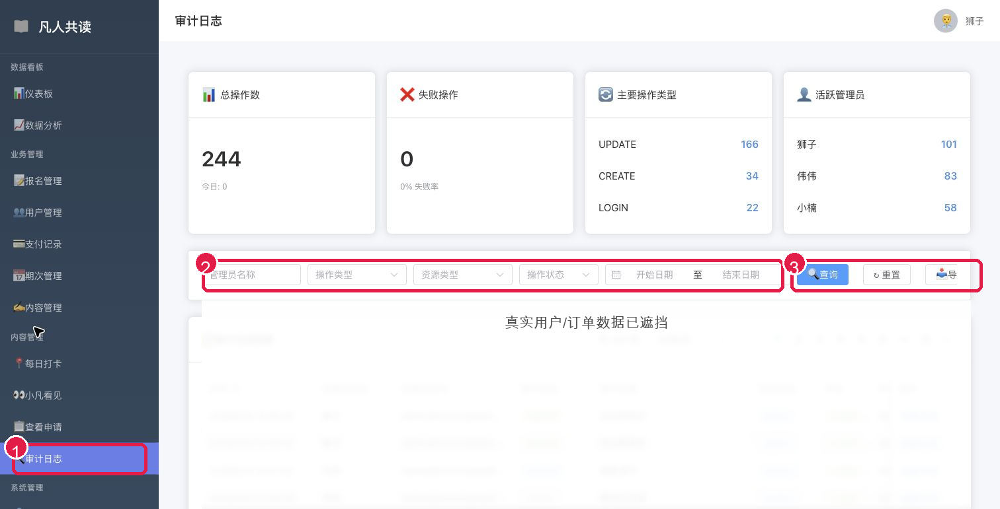 凡人共读
审计日志
狮子
数据看板
仪表板
数据分析
业务管理
报名管理
用户管理
支付记录
期次管理
内容管理
内容管理
每日打卡
小凡看见
查看申请
1
审计日志
系统管理
总操作数
244
今日: 0
失败操作
0
0% 失败率
主要操作类型
UPDATE 166
CREATE 34
LOGIN 22
活跃管理员
狮子 101
伟伟 83
小楠 58
2
管理员名称 操作类型 资源类型 操作状态 开始日期 至 结束日期
3
查询 重置 导
真实用户/订单数据已遮挡